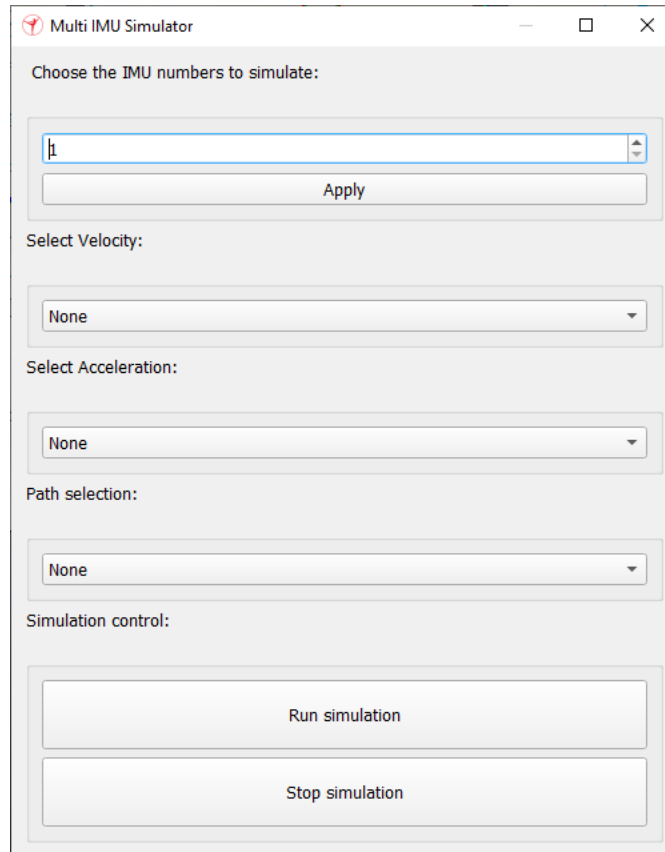 Multi IMU Simulator
Choose the IMU numbers to simulate:
1
Apply
Select Velocity:
None
Select Acceleration:
None
Path selection:
None
Simulation control:
Run simulation
Stop simulation